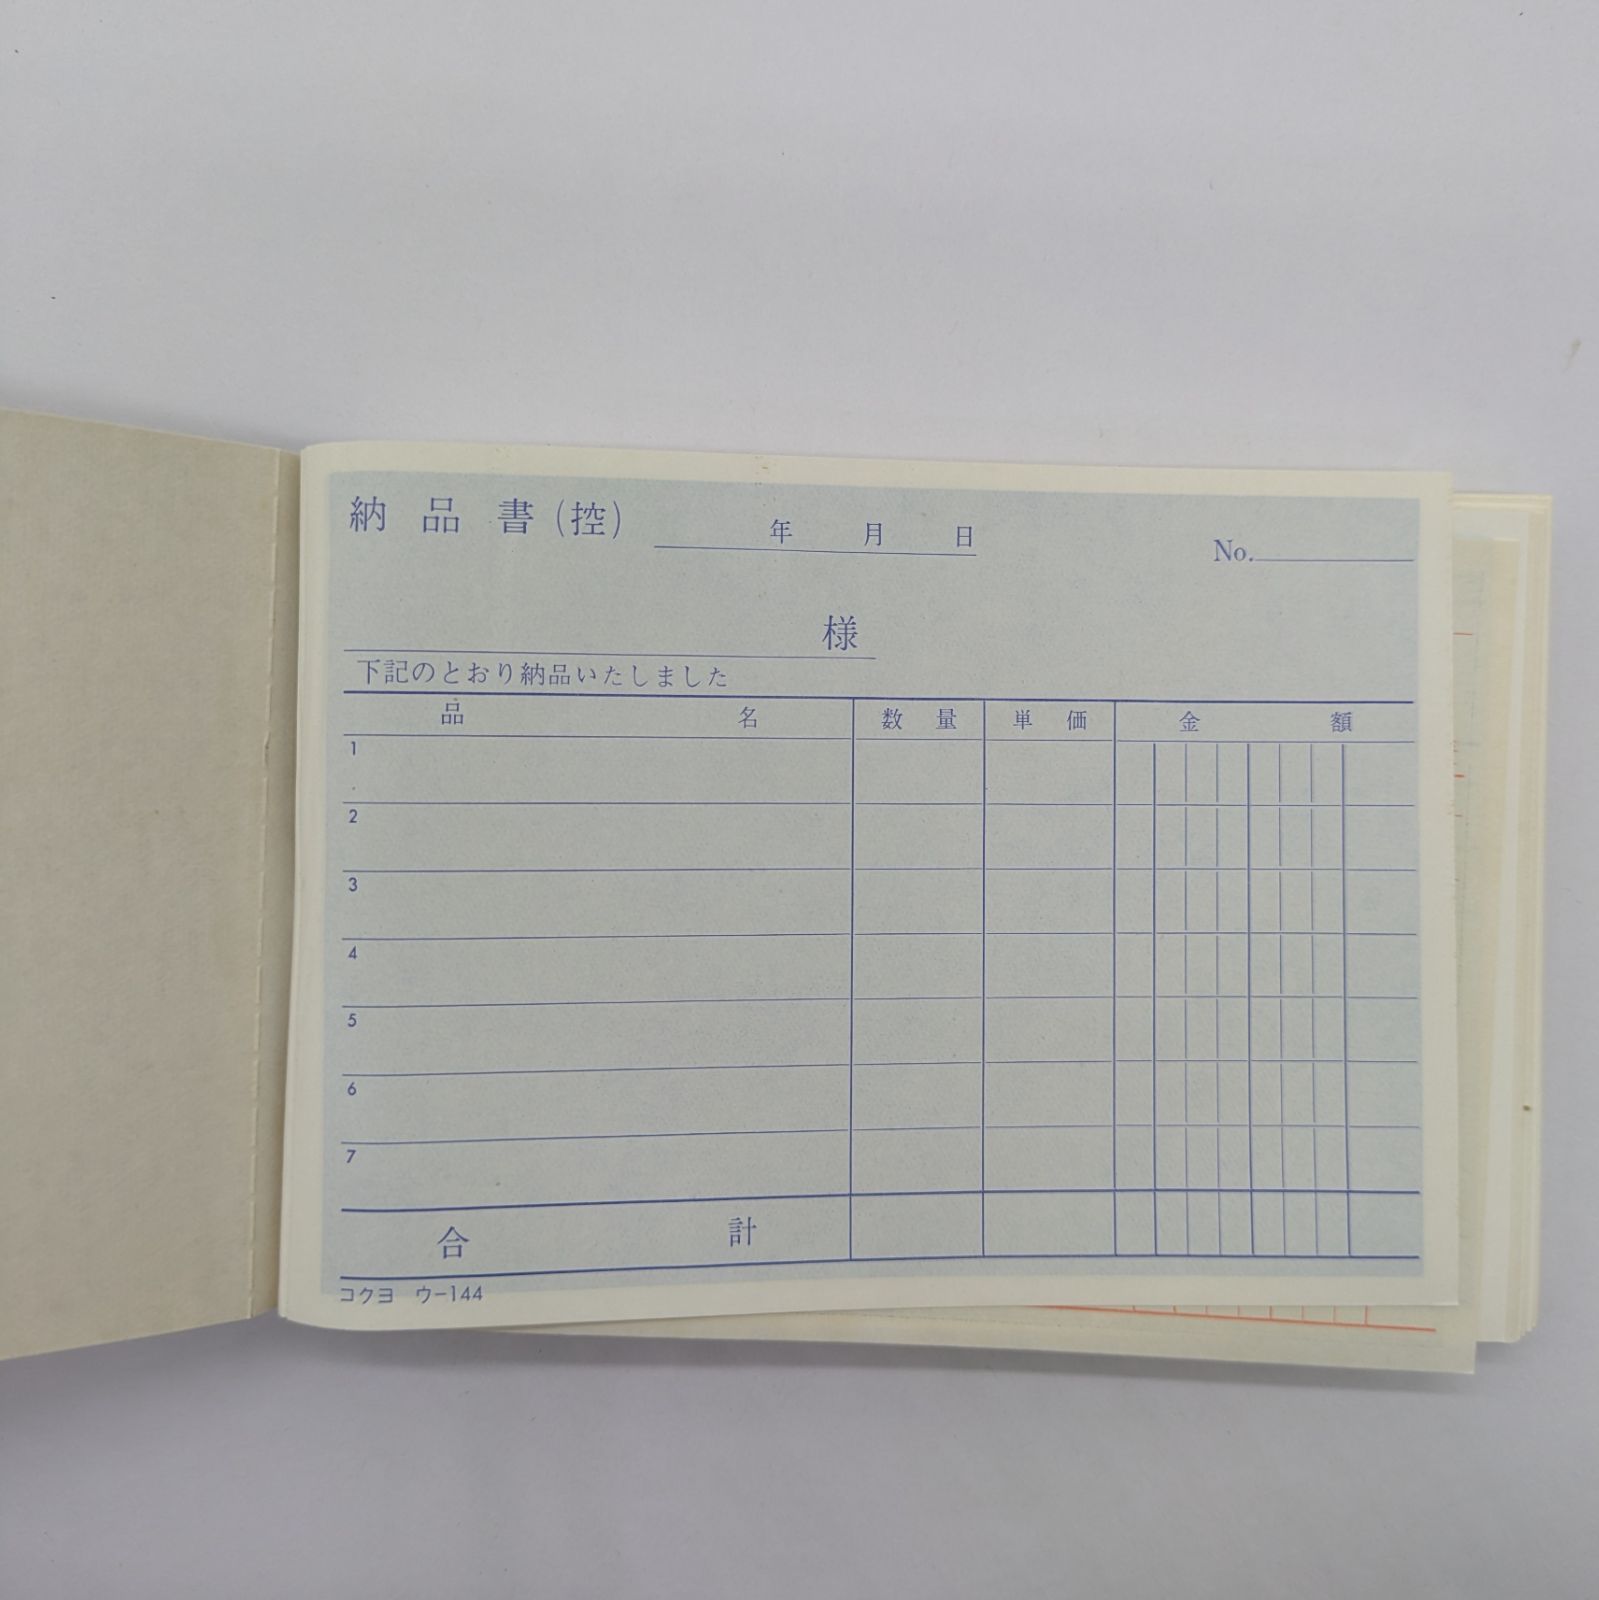 納品書(控)
年 月 日
No.
様
下記のとおり納品いたしました
品名 数量 単価 金額
1
2
3
4
5
6
7
合計
コクヨ ウ-144